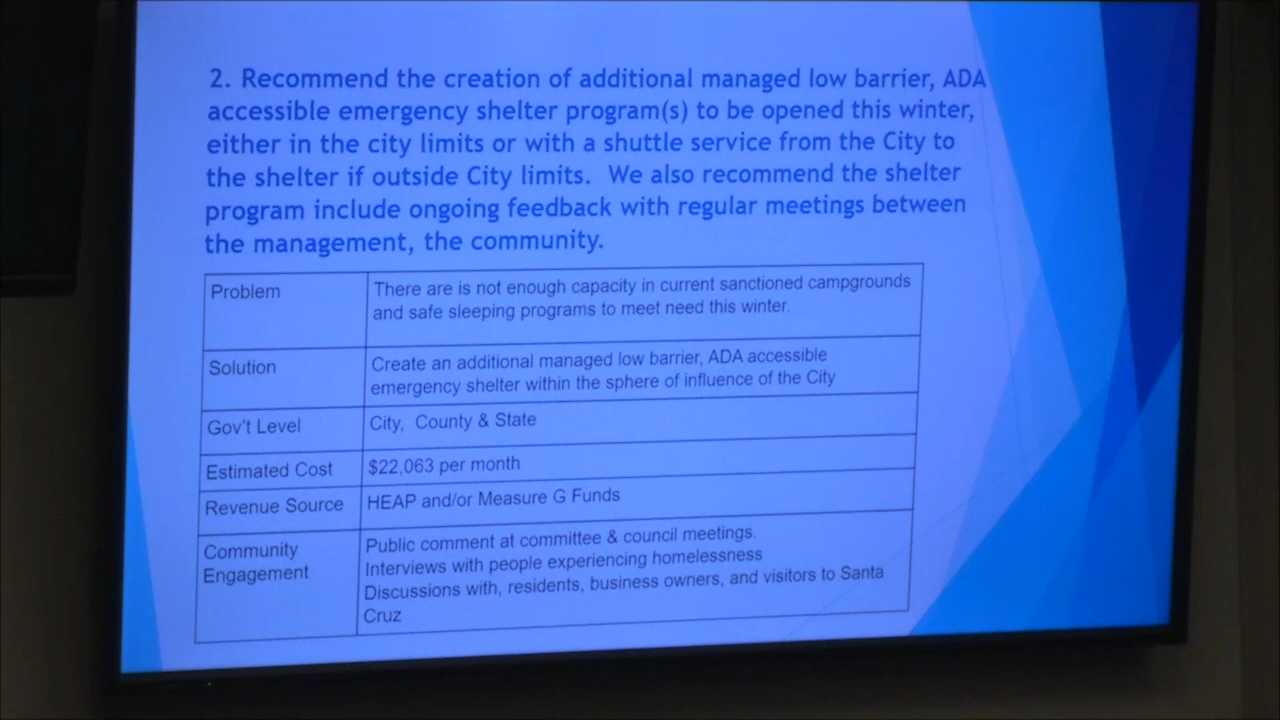 2. Recommend the creation of additional managed low barrier, ADA
accessible emergency shelter program(s) to be opened this winter,
either in the city limits or with a shuttle service from the City to
the shelter if outside City limits. We also recommend the shelter
program include ongoing feedback with regular meetings between
the management, the community.
Problem
There are is not enough capacity in current sanctioned campgrounds
and safe sleeping programs to meet need this winter.
Solution
Create an additional managed low barrier, ADA accessible
emergency shelter within the sphere of influence of the City
Gov't Level
City, County & State
Estimated Cost
$22,063 per month
Revenue Source
HEAP and/or Measure G Funds
Community
Engagement
Public comment at committee & council meetings.
Interviews with people experiencing homelessness
Discussions with, residents, business owners, and visitors to Santa
Cruz